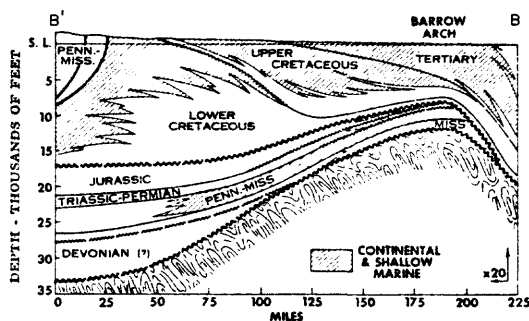 B' B
BARROW
ARCH
S.L.
PENN.-
MISS.
UPPER
CRETACEOUS
TERTIARY
LOWER
CRETACEOUS
MISS
JURASSIC
TRIASSIC-PERMIAN
PENN-MISS
DEVONIAN (?)
CONTINENTAL
& SHALLOW
MARINE
x20
DEPTH - THOUSANDS OF FEET
5
10
15
20
25
30
35
0 25 50 75 100 125 150 175 200 225
MILES